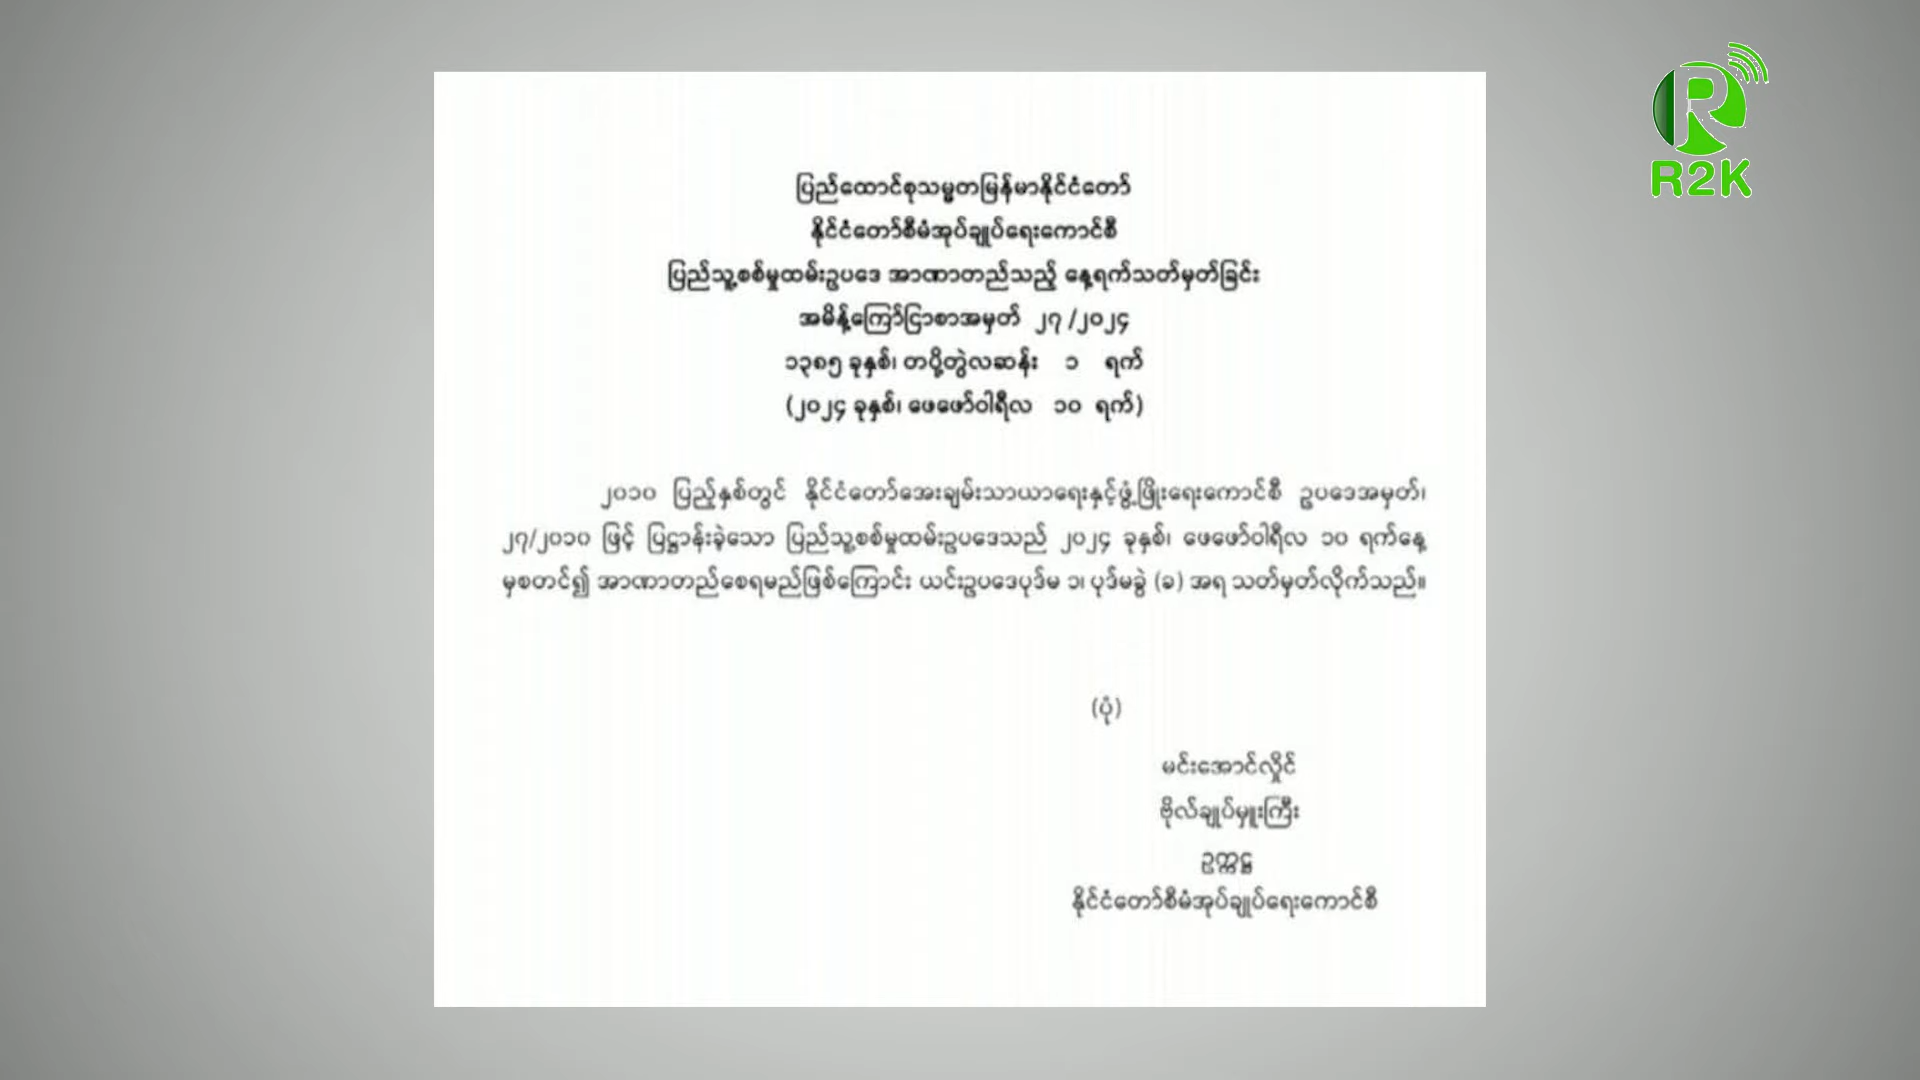 ပြည်ထောင်စုသမ္မတမြန်မာနိုင်ငံတော်
နိုင်ငံတော်စီမံအုပ်ချုပ်ရေးကောင်စီ
ပြည်သူ့စစ်မှုထမ်းဥပဒေ အာဏာတည်သည့် နေ့ရက်သတ်မှတ်ခြင်း
အမိန့်ကြော်ငြာစာအမှတ် ၂၇ /၂၀၂၄
၁၃၈၅ ခုနှစ်၊ တပို့တွဲလဆန်း ၁ ရက်
(၂၀၂၄ ခုနှစ်၊ ဖေဖော်ဝါရီလ ၁၀ ရက်)
၂၀၁၀ ပြည့်နှစ်တွင် နိုင်ငံတော်အေးချမ်းသာယာရေးနှင့်ဖွံ့ဖြိုးရေးကောင်စီ ဥပဒေအမှတ်၊
၂၇/၂၀၁၀ ဖြင့် ပြဋ္ဌာန်းခဲ့သော ပြည်သူ့စစ်မှုထမ်းဥပဒေသည် ၂၀၂၄ ခုနှစ်၊ ဖေဖော်ဝါရီလ ၁၀ ရက်နေ့
မှစတင်၍ အာဏာတည်စေရမည်ဖြစ်ကြောင်း ယင်းဥပဒေပုဒ်မ ၁၊ ပုဒ်မခွဲ (ခ) အရ သတ်မှတ်လိုက်သည်။
(ပုံ)
မင်းအောင်လှိုင်
ဗိုလ်ချုပ်မှူးကြီး
ဥက္ကဋ္ဌ
နိုင်ငံတော်စီမံအုပ်ချုပ်ရေးကောင်စီ
R2K